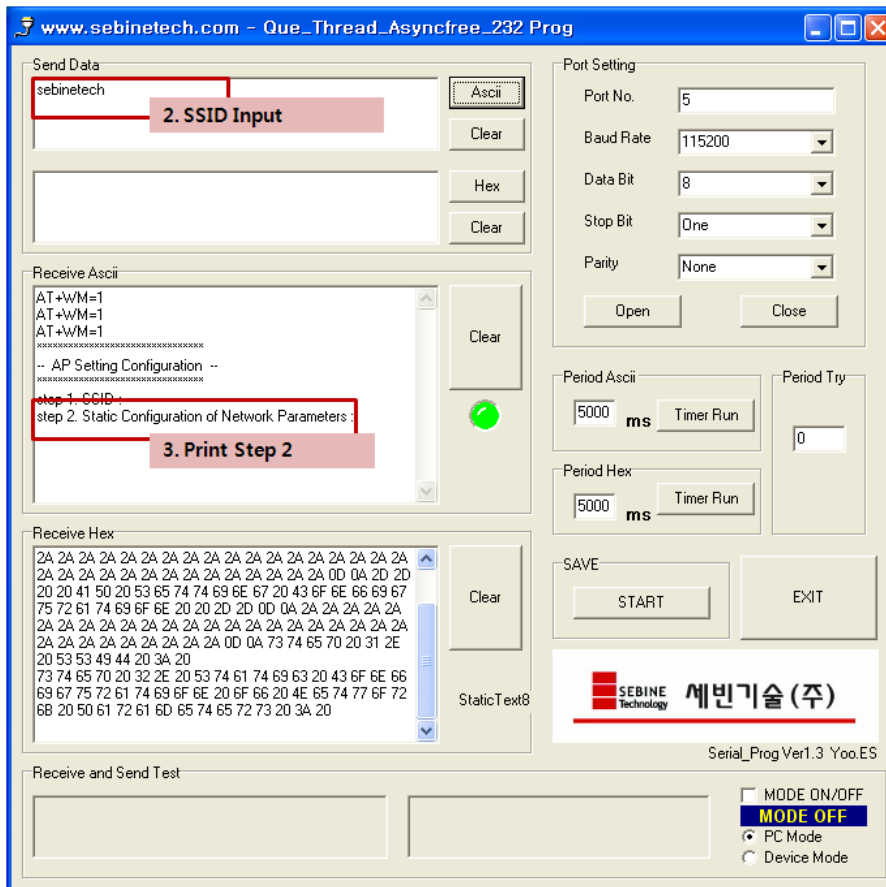 www.sebinetech.com - Que_Thread_Asyncfree_232 Prog
Send Data
sebinetech
2. SSID Input
Ascii
Clear
Hex
Clear
Receive Ascii
AT+WM=1
AT+WM=1
AT+WM=1
********************************
-- AP Setting Configuration --
********************************
step 1. SSID :
step 2. Static Configuration of Network Parameters :
3. Print Step 2
Clear
Receive Hex
2A 2A 2A 2A 2A 2A 2A 2A 2A 2A 2A 2A 2A 2A 2A 2A 2A 2A
2A 2A 2A 2A 2A 2A 2A 2A 2A 2A 2A 2A 2A 2A 0D 0A 2D 2D
20 20 41 50 20 53 65 74 74 69 6E 67 20 43 6F 6E 66 69 67
75 72 61 74 69 6F 6E 20 20 2D 2D 0D 0A 2A 2A 2A 2A 2A
2A 2A 2A 2A 2A 2A 2A 2A 2A 2A 2A 2A 2A 2A 2A 2A 2A 2A
2A 2A 2A 2A 2A 2A 2A 2A 2A 0D 0A 73 74 65 70 20 31 2E
20 53 53 49 44 20 3A 20
73 74 65 70 20 32 2E 20 53 74 61 74 69 63 20 43 6F 6E 66
69 67 75 72 61 74 69 6F 6E 20 6F 66 20 4E 65 74 77 6F 72
6B 20 50 61 72 61 6D 65 74 65 72 73 20 3A 20
Clear
StaticText8
Port Setting
Port No. 5
Baud Rate 115200
Data Bit 8
Stop Bit One
Parity None
Open Close
Period Ascii
5000 ms Timer Run
Period Try
0
Period Hex
5000 ms Timer Run
SAVE
START
EXIT
SEBINE Technology 세빈기술(주)
Serial_Prog Ver1.3 Yoo.ES
Receive and Send Test
MODE ON/OFF
MODE OFF
PC Mode
Device Mode